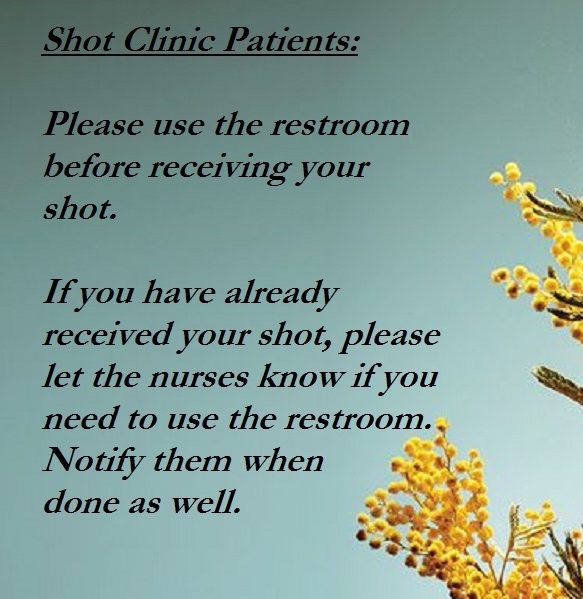 Shot Clinic Patients:
Please use the restroom
before receiving your
shot.
If you have already
received your shot, please
let the nurses know if you
need to use the restroom.
Notify them when
done as well.